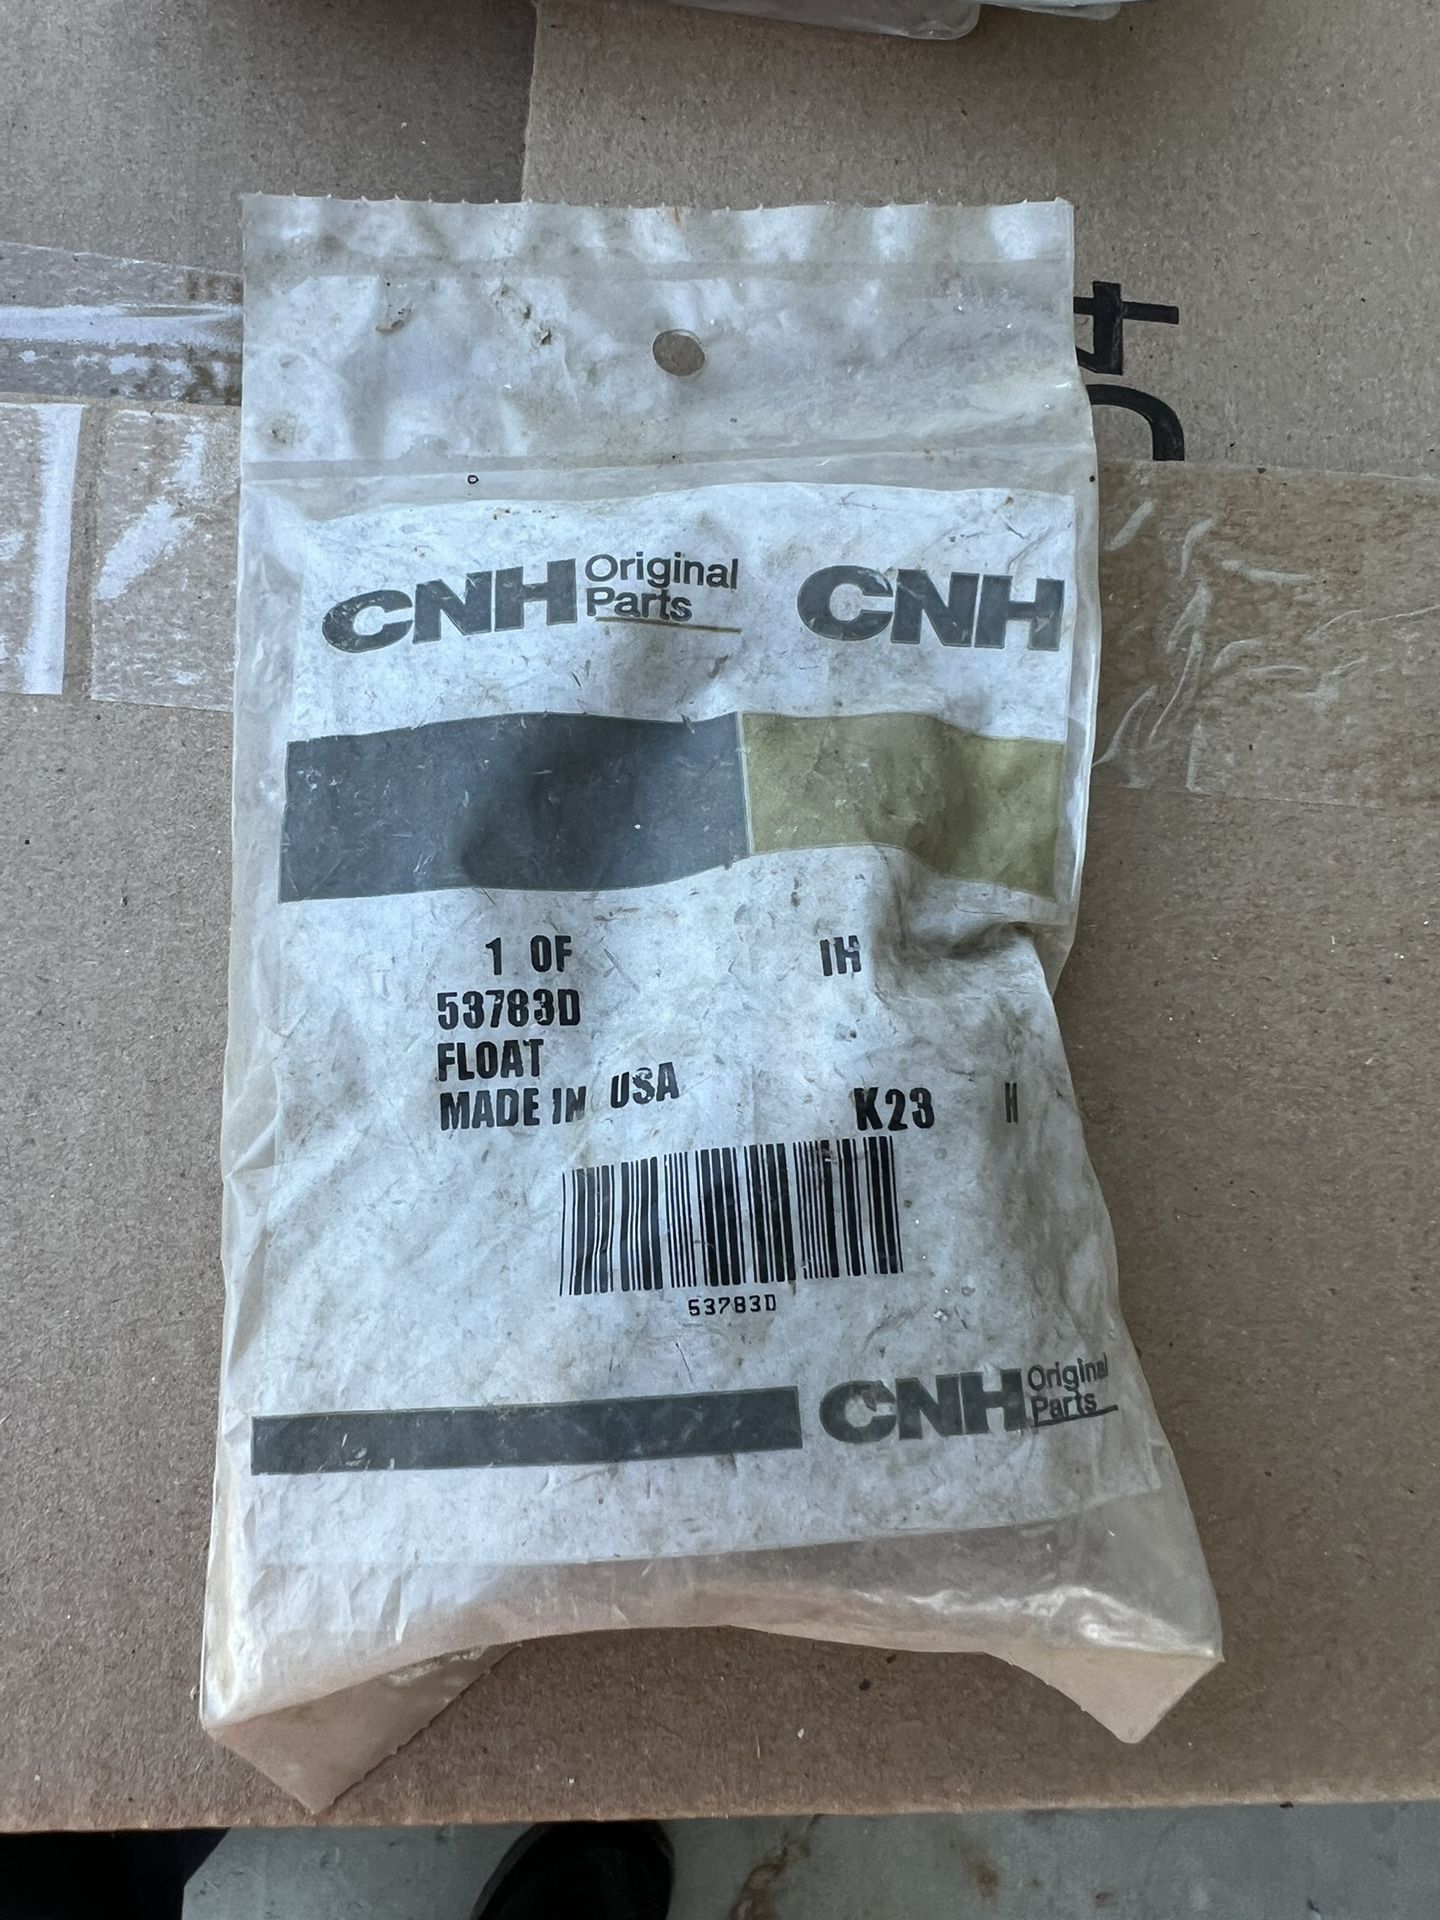 CNH Original Parts CNH
1 OF IH
53783D
FLOAT
MADE IN USA K23 H
53783D
CNH Original Parts